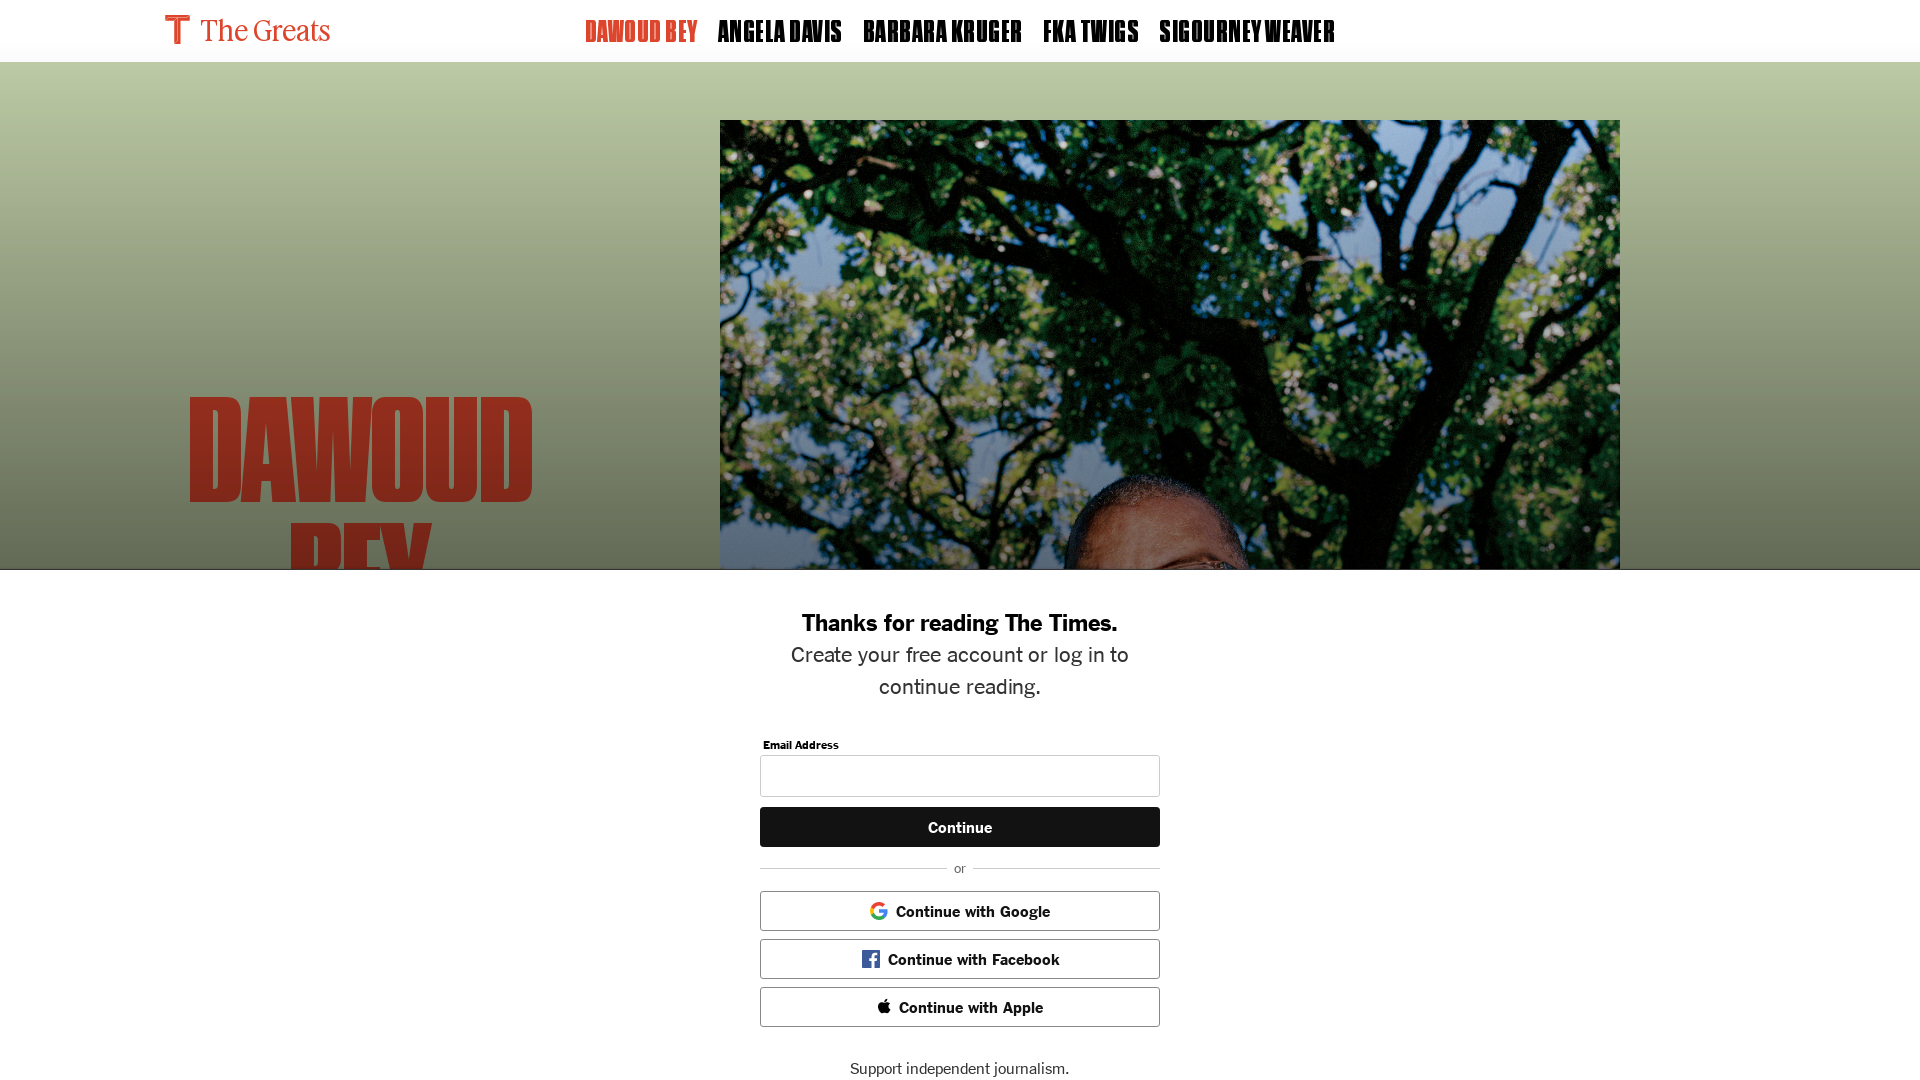 T The Greats
DAWOUD BEY ANGELA DAVIS BARBARA KRUGER FKA TWIGS SIGOURNEY WEAVER
DAWOUD
BEY
Thanks for reading The Times.
Create your free account or log in to
continue reading.
Email Address
Continue
or
Continue with Google
Continue with Facebook
Continue with Apple
Support independent journalism.